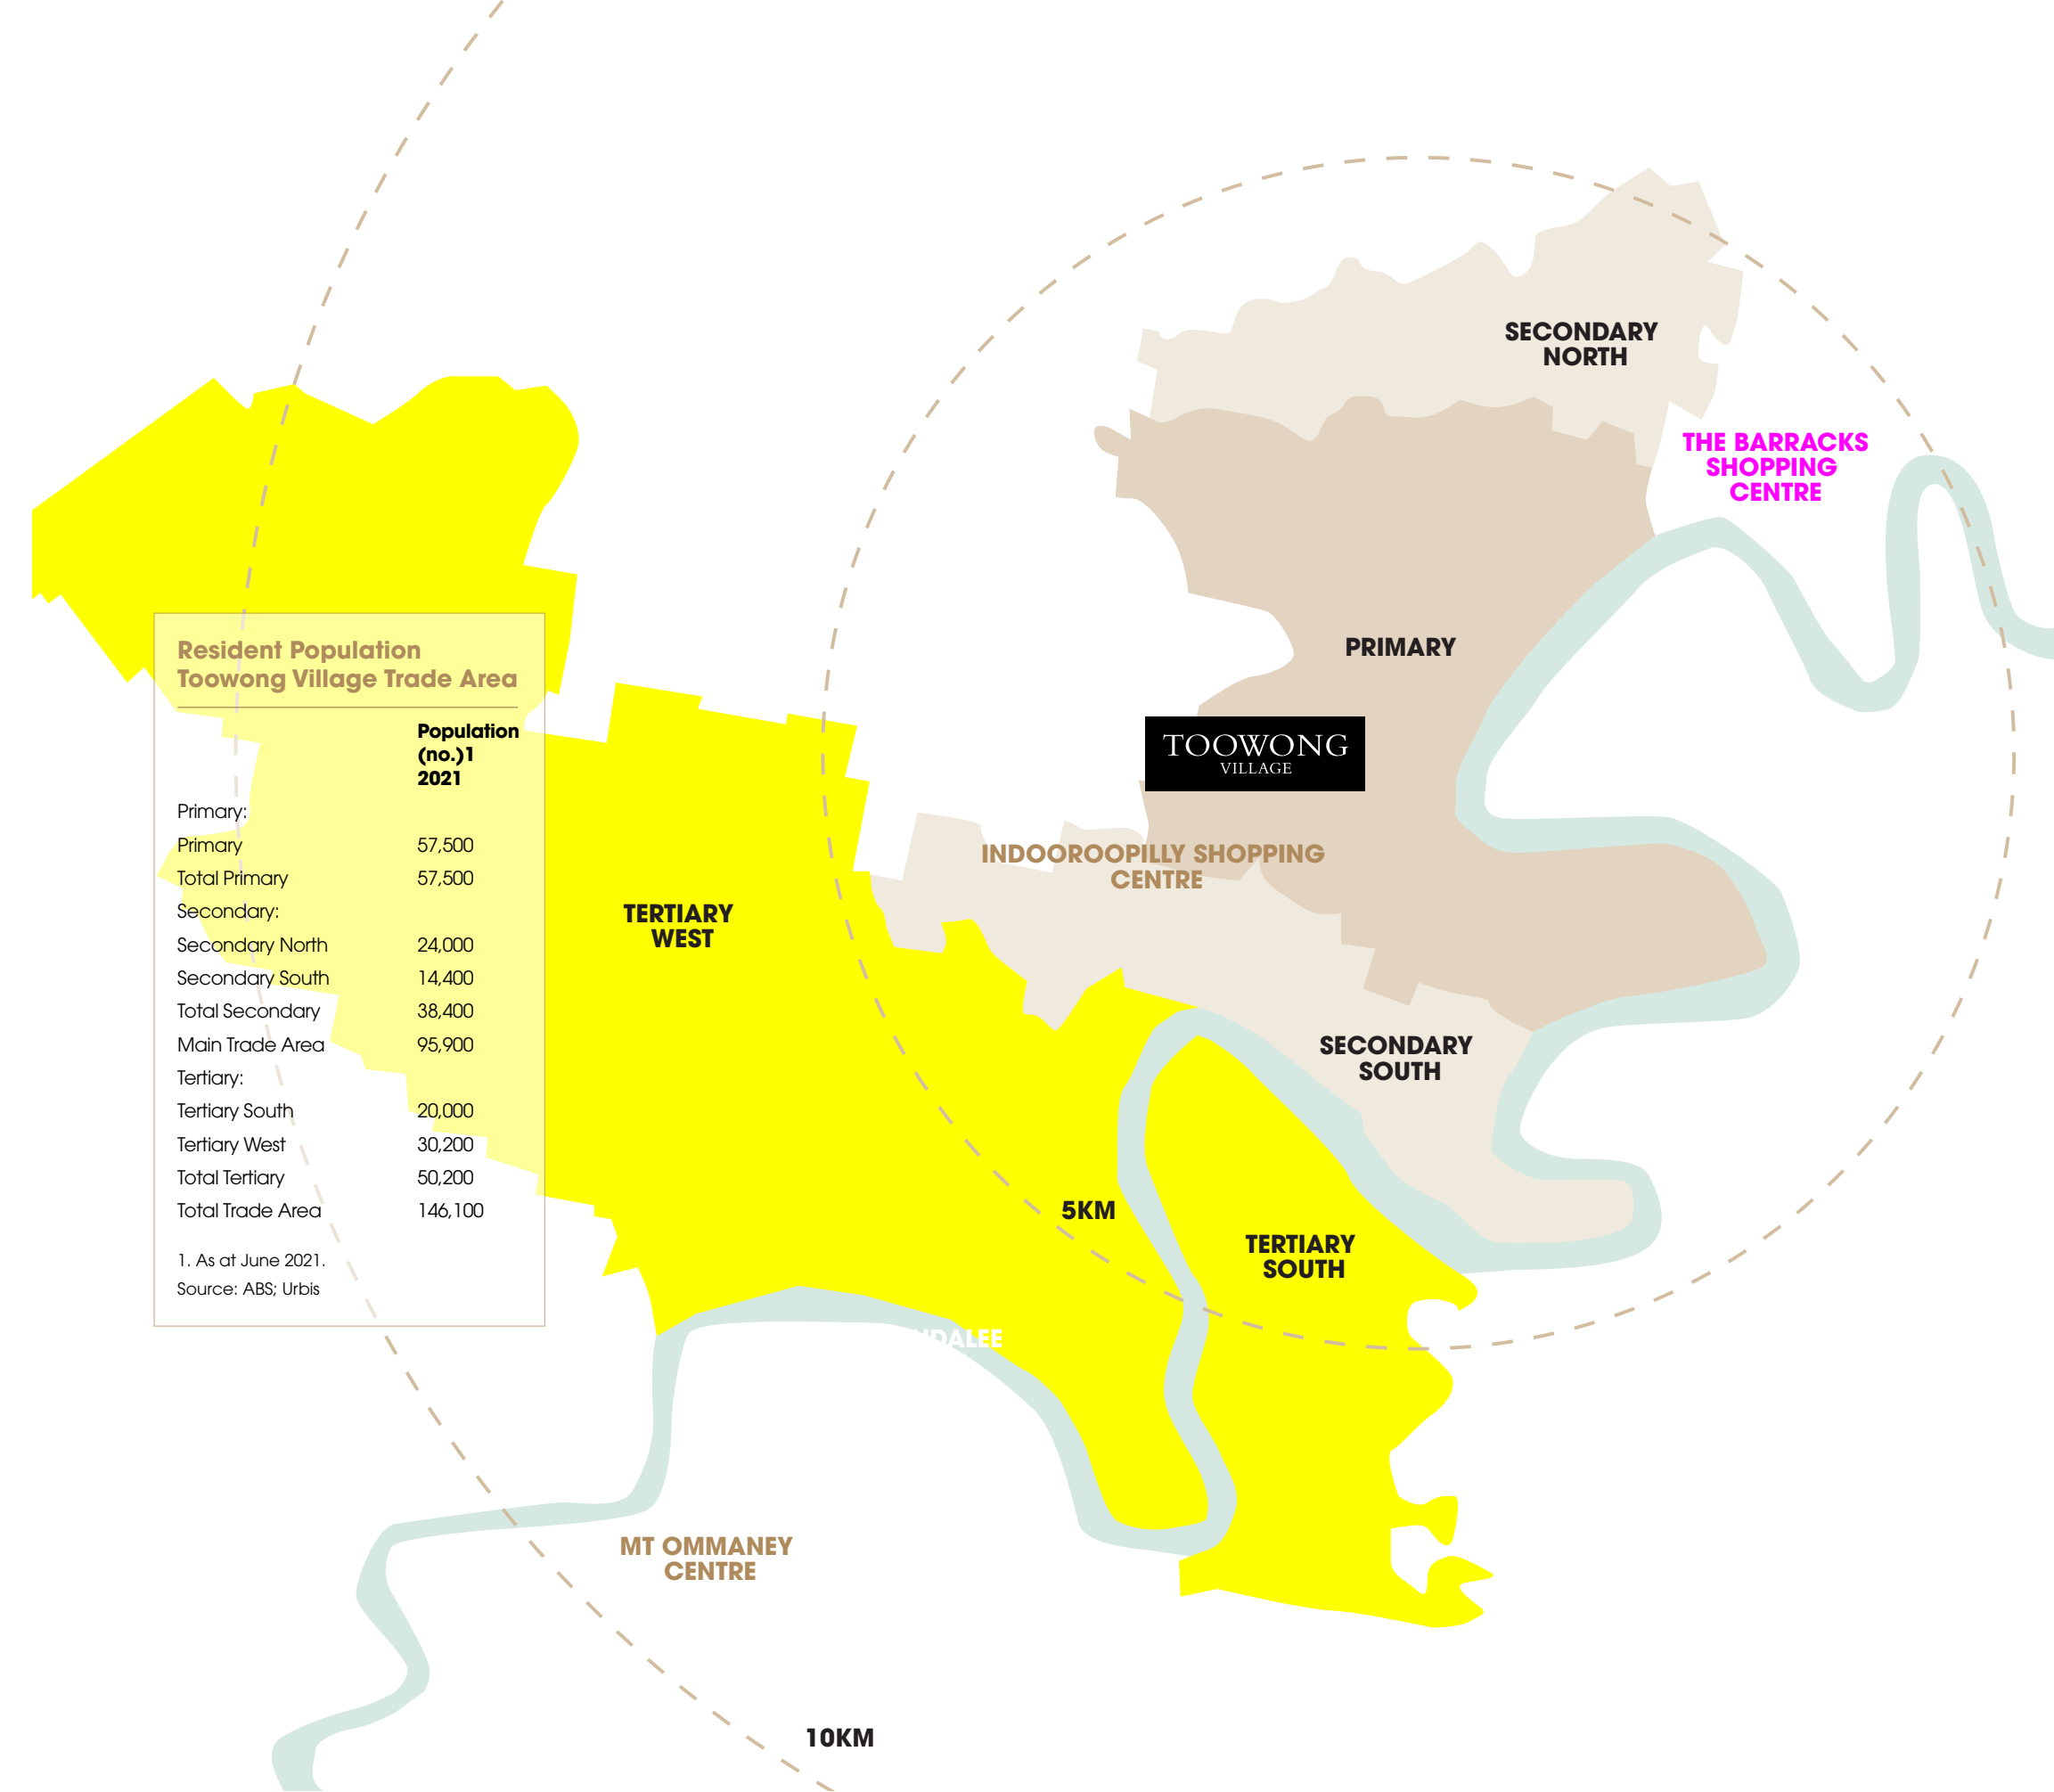 SECONDARY
NORTH
THE BARRACKS
SHOPPING
CENTRE
PRIMARY
TOOWONG
VILLAGE
INDOOROOPILLY SHOPPING
CENTRE
TERTIARY
WEST
SECONDARY
SOUTH
5KM
TERTIARY
SOUTH
MT OMMANEY
CENTRE
10KM
Resident Population
Toowong Village Trade Area
Population
(no.)1
2021
Primary:
Primary 57,500
Total Primary 57,500
Secondary:
Secondary North 24,000
Secondary South 14,400
Total Secondary 38,400
Main Trade Area 95,900
Tertiary:
Tertiary South 20,000
Tertiary West 30,200
Total Tertiary 50,200
Total Trade Area 146,100
1. As at June 2021.
Source: ABS; Urbis